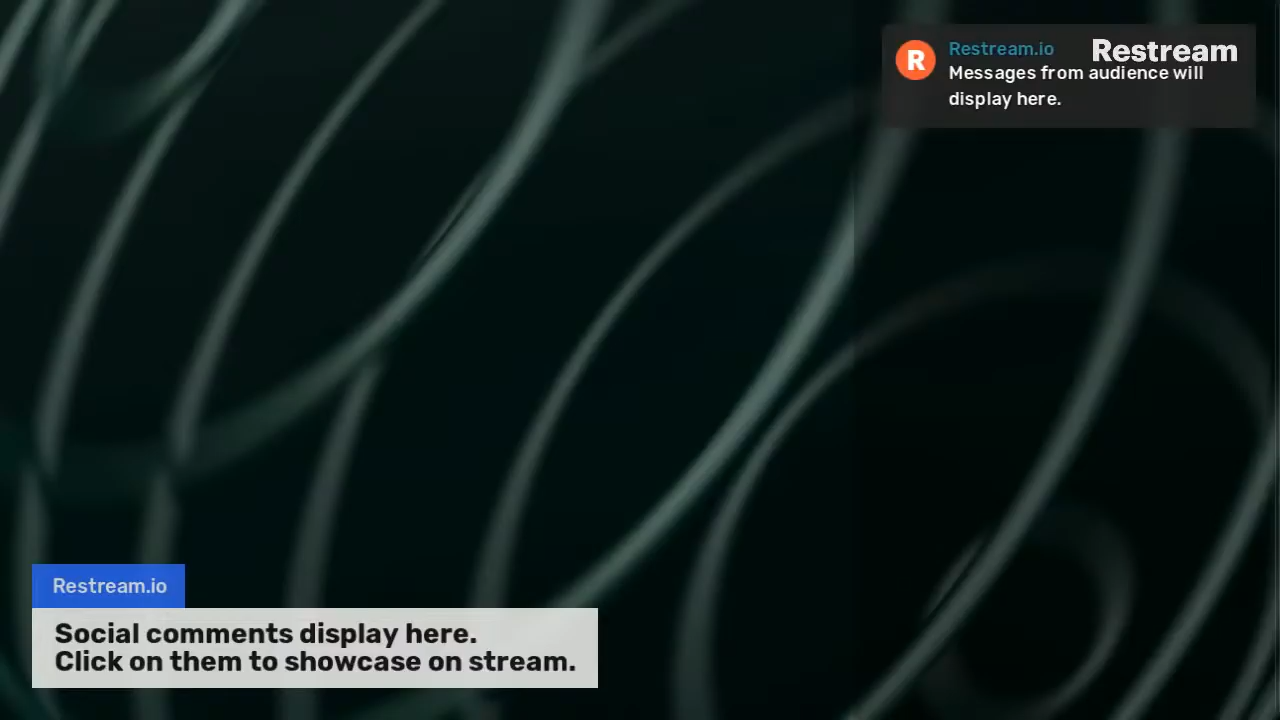 Restream.io
Restream
Messages from audience will
display here.
Restream.io
Social comments display here.
Click on them to showcase on stream.